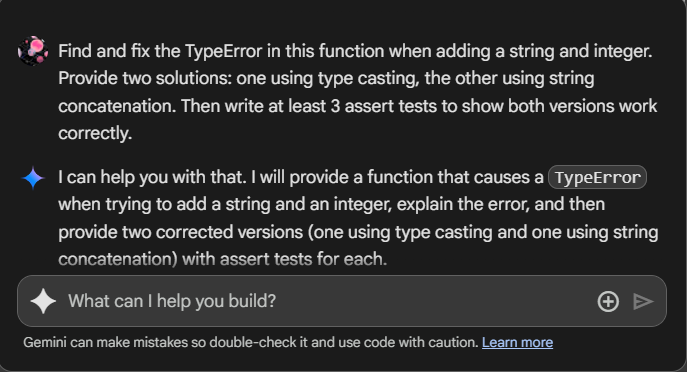 Find and fix the TypeError in this function when adding a string and integer.
Provide two solutions: one using type casting, the other using string
concatenation. Then write at least 3 assert tests to show both versions work
correctly.
I can help you with that. I will provide a function that causes a TypeError
when trying to add a string and an integer, explain the error, and then
provide two corrected versions (one using type casting and one using string
concatenation) with assert tests for each.
What can I help you build?
Gemini can make mistakes so double-check it and use code with caution. Learn more